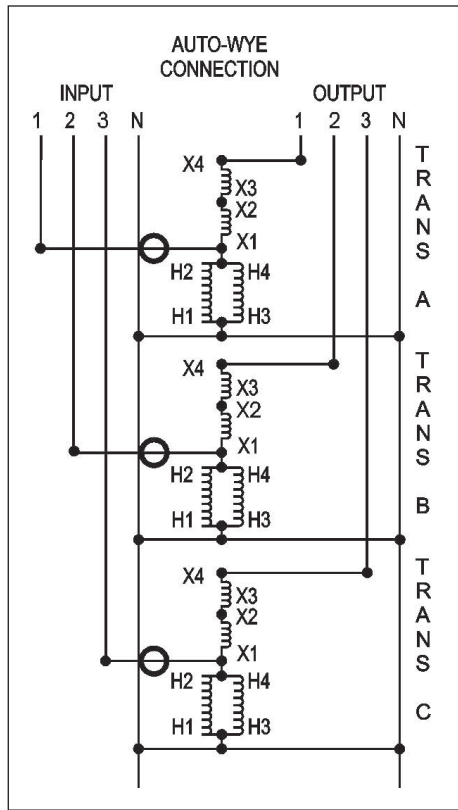 AUTO-WYE
CONNECTION
INPUT
OUTPUT
1 2 3 N
1 2 3 N
X4
X3
X2
X1
H2 H4
H1 H3
TRANS A
X4
X3
X2
X1
H2 H4
H1 H3
TRANS B
X4
X3
X2
X1
H2 H4
H1 H3
TRANS C